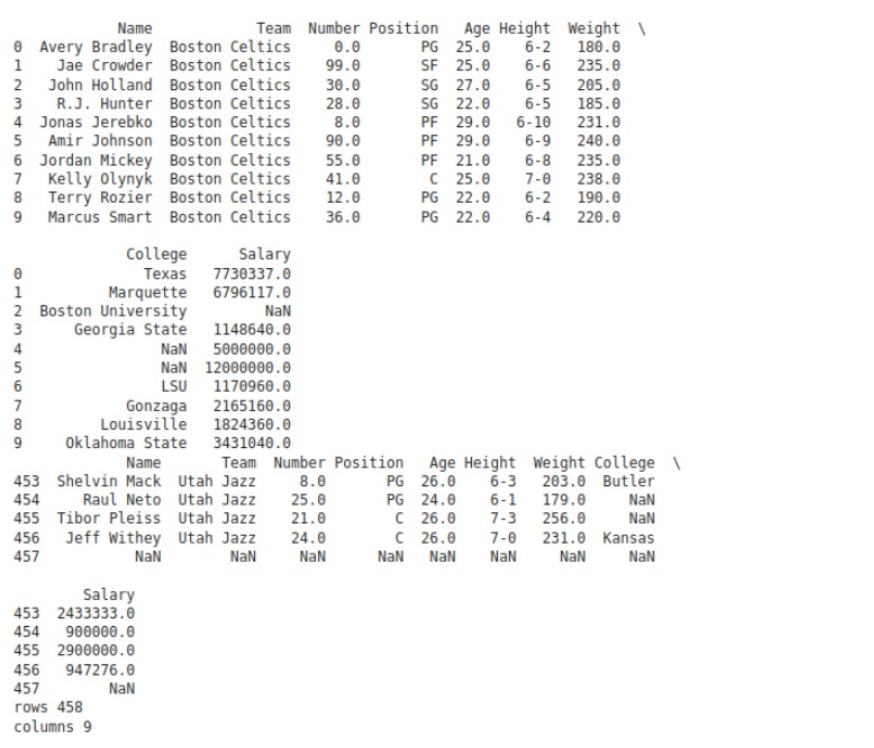 Name            Team  Number Position   Age Height  Weight  \
0  Avery Bradley  Boston Celtics     0.0       PG  25.0    6-2   180.0
1    Jae Crowder  Boston Celtics    99.0       SF  25.0    6-6   235.0
2   John Holland  Boston Celtics    30.0       SG  27.0    6-5   205.0
3    R.J. Hunter  Boston Celtics    28.0       SG  22.0    6-5   185.0
4  Jonas Jerebko  Boston Celtics     8.0       PF  29.0   6-10   231.0
5   Amir Johnson  Boston Celtics    90.0       PF  29.0    6-9   240.0
6  Jordan Mickey  Boston Celtics    55.0       PF  21.0    6-8   235.0
7   Kelly Olynyk  Boston Celtics    41.0        C  25.0    7-0   238.0
8   Terry Rozier  Boston Celtics    12.0       PG  22.0    6-2   190.0
9   Marcus Smart  Boston Celtics    36.0       PG  22.0    6-4   220.0

             College      Salary
0              Texas   7730337.0
1          Marquette   6796117.0
2  Boston University         NaN
3      Georgia State   1148640.0
4                NaN   5000000.0
5                NaN  12000000.0
6                LSU   1170960.0
7            Gonzaga   2165160.0
8         Louisville   1824360.0
9     Oklahoma State   3431040.0
             Name       Team  Number Position   Age Height  Weight College  \
453  Shelvin Mack  Utah Jazz     8.0       PG  26.0    6-3   203.0  Butler
454     Raul Neto  Utah Jazz    25.0       PG  24.0    6-1   179.0     NaN
455  Tibor Pleiss  Utah Jazz    21.0        C  26.0    7-3   256.0     NaN
456   Jeff Withey  Utah Jazz    24.0        C  26.0    7-0   231.0  Kansas
457           NaN        NaN     NaN      NaN   NaN    NaN     NaN     NaN

        Salary
453  2433333.0
454   900000.0
455  2900000.0
456   947276.0
457        NaN
rows 458
columns 9